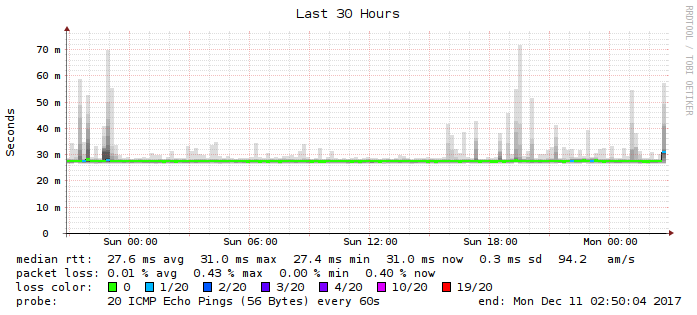 Last 30 Hours
RRDTOOL / TOBI OETIKER
Seconds
70 m
60 m
50 m
40 m
30 m
20 m
10 m
0
Sun 00:00 Sun 06:00 Sun 12:00 Sun 18:00 Mon 00:00
median rtt: 27.6 ms avg 31.0 ms max 27.4 ms min 31.0 ms now 0.3 ms sd 94.2 am/s
packet loss: 0.01 % avg 0.43 % max 0.00 % min 0.40 % now
loss color: 0 1/20 2/20 3/20 4/20 10/20 19/20
probe: 20 ICMP Echo Pings (56 Bytes) every 60s end: Mon Dec 11 02:50:04 2017